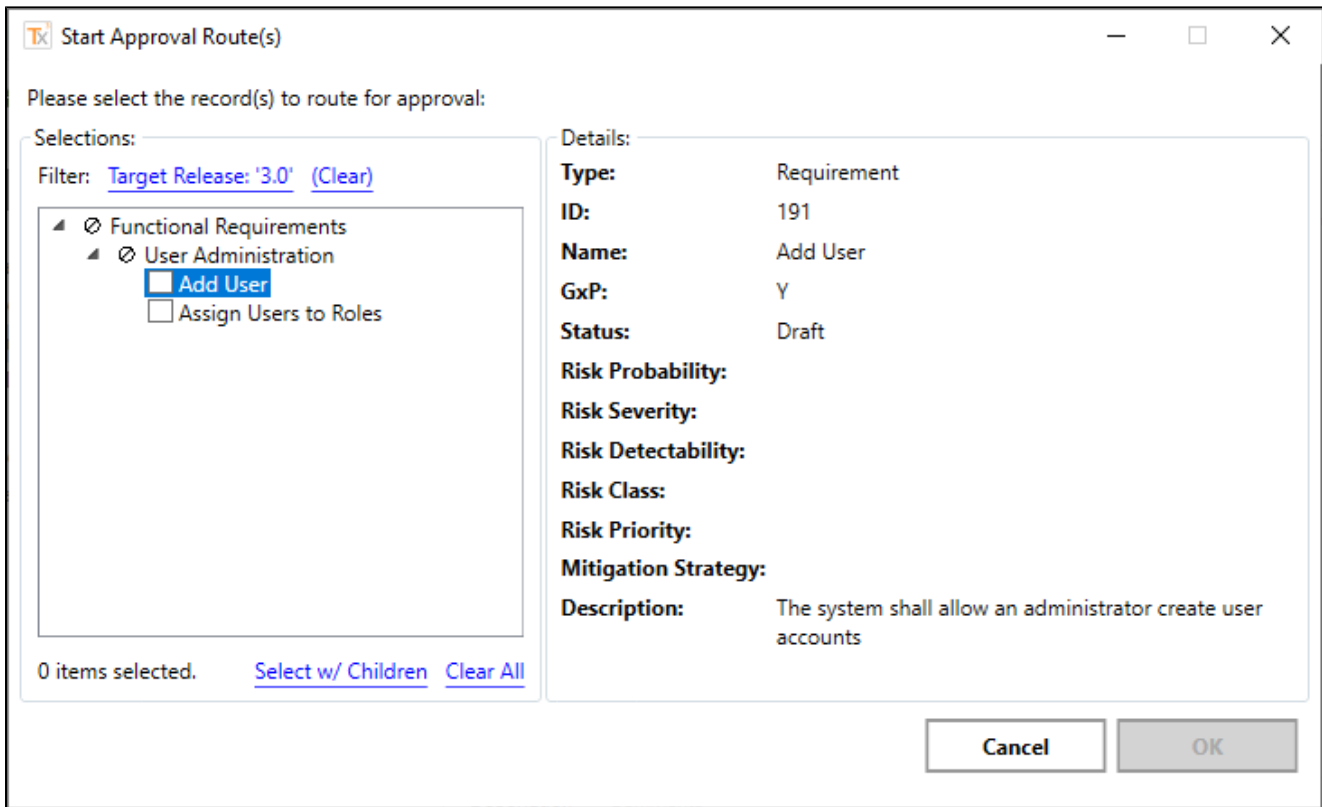 Tx Start Approval Route(s)
Please select the record(s) to route for approval:
Selections:
Filter: Target Release: '3.0' (Clear)
Functional Requirements
User Administration
Add User
Assign Users to Roles
0 items selected. Select w/ Children Clear All
Details:
Type: Requirement
ID: 191
Name: Add User
GxP: Y
Status: Draft
Risk Probability:
Risk Severity:
Risk Detectability:
Risk Class:
Risk Priority:
Mitigation Strategy:
Description: The system shall allow an administrator create user
accounts
Cancel OK